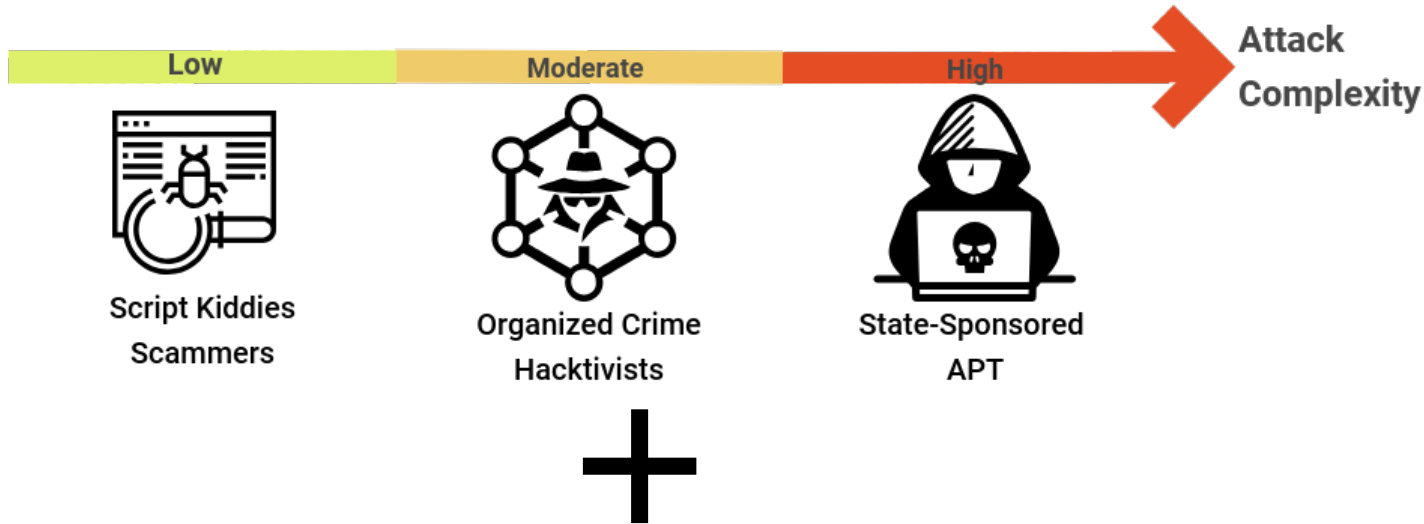 Low
Moderate
High
Attack
Complexity
Script Kiddies
Scammers
Organized Crime
Hacktivists
State-Sponsored
APT